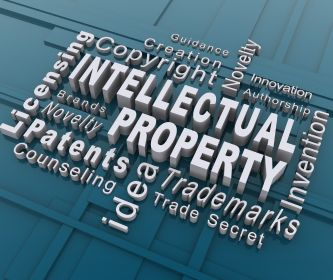 Guidance
Creation
Copyright
Novelty
Innovation
Authorship
Licensing
INTELLECTUAL
PROPERTY
Brands
Novelty
Patents
Counseling
idea
Trademarks
Trade Secret
Invention